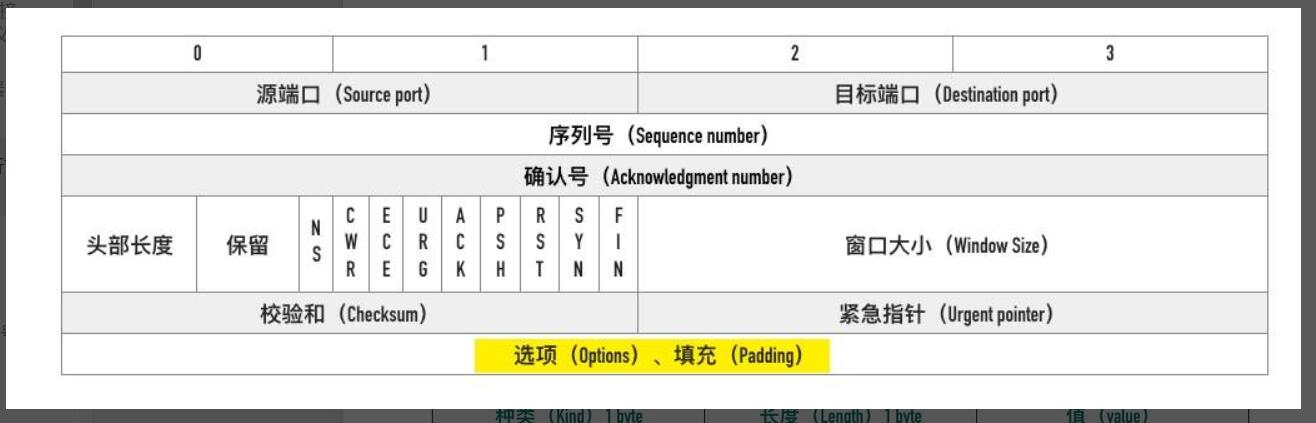 0 1 2 3
源端口（Source port） 目标端口（Destination port）
序列号（Sequence number）
确认号（Acknowledgment number）
头部长度 保留 NS CWR ECE URG ACK PSH RST SYN FIN 窗口大小（Window Size）
校验和（Checksum） 紧急指针（Urgent pointer）
选项（Options）、填充（Padding）
种类（Kind）1 byte 长度（Length）1 byte 值（value）